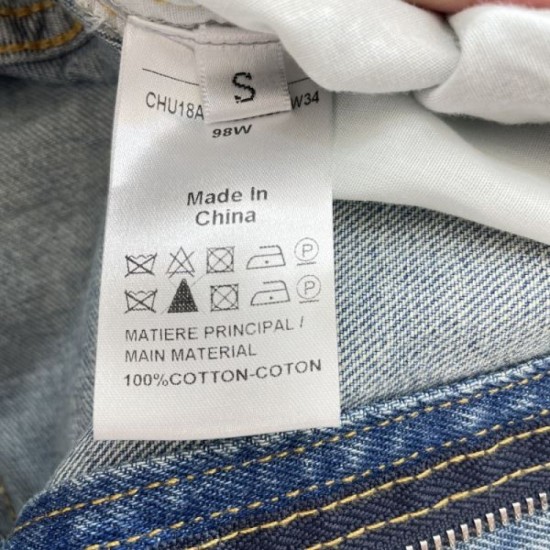 S
CHU18A W34
98W
Made In
China
P
P
MATIERE PRINCIPAL /
MAIN MATERIAL
100%COTTON-COTON